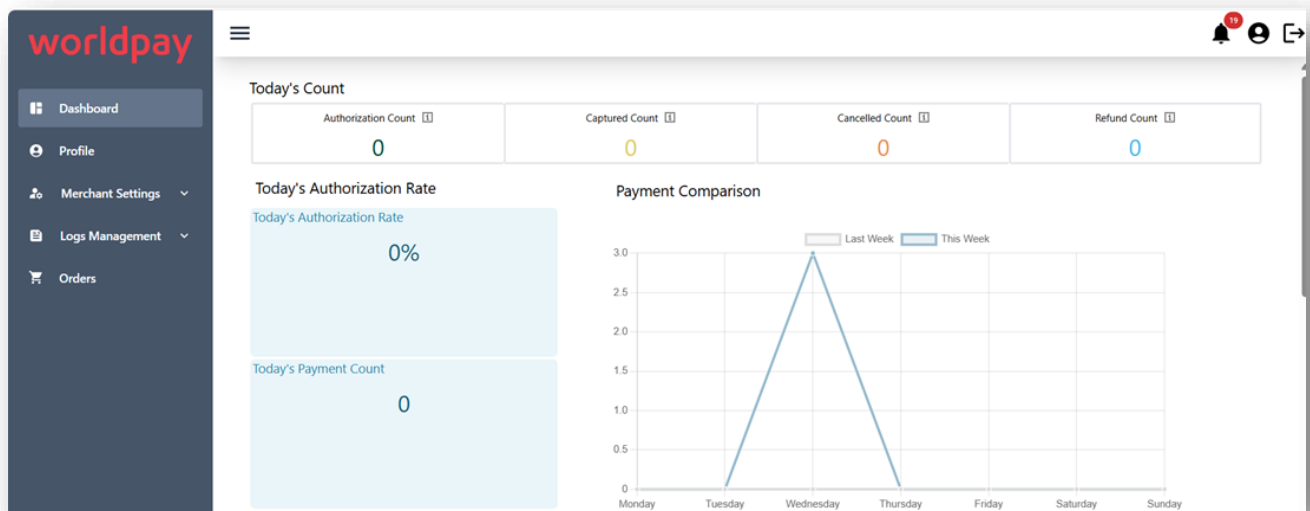 worldpay
19
Dashboard
Profile
Merchant Settings
Logs Management
Orders
Today's Count
Authorization Count
Captured Count
Cancelled Count
Refund Count
0
0
0
0
Today's Authorization Rate
Payment Comparison
Today's Authorization Rate
0%
Today's Payment Count
0
Last Week This Week
3.0
2.5
2.0
1.5
1.0
0.5
0
Monday Tuesday Wednesday Thursday Friday Saturday Sunday